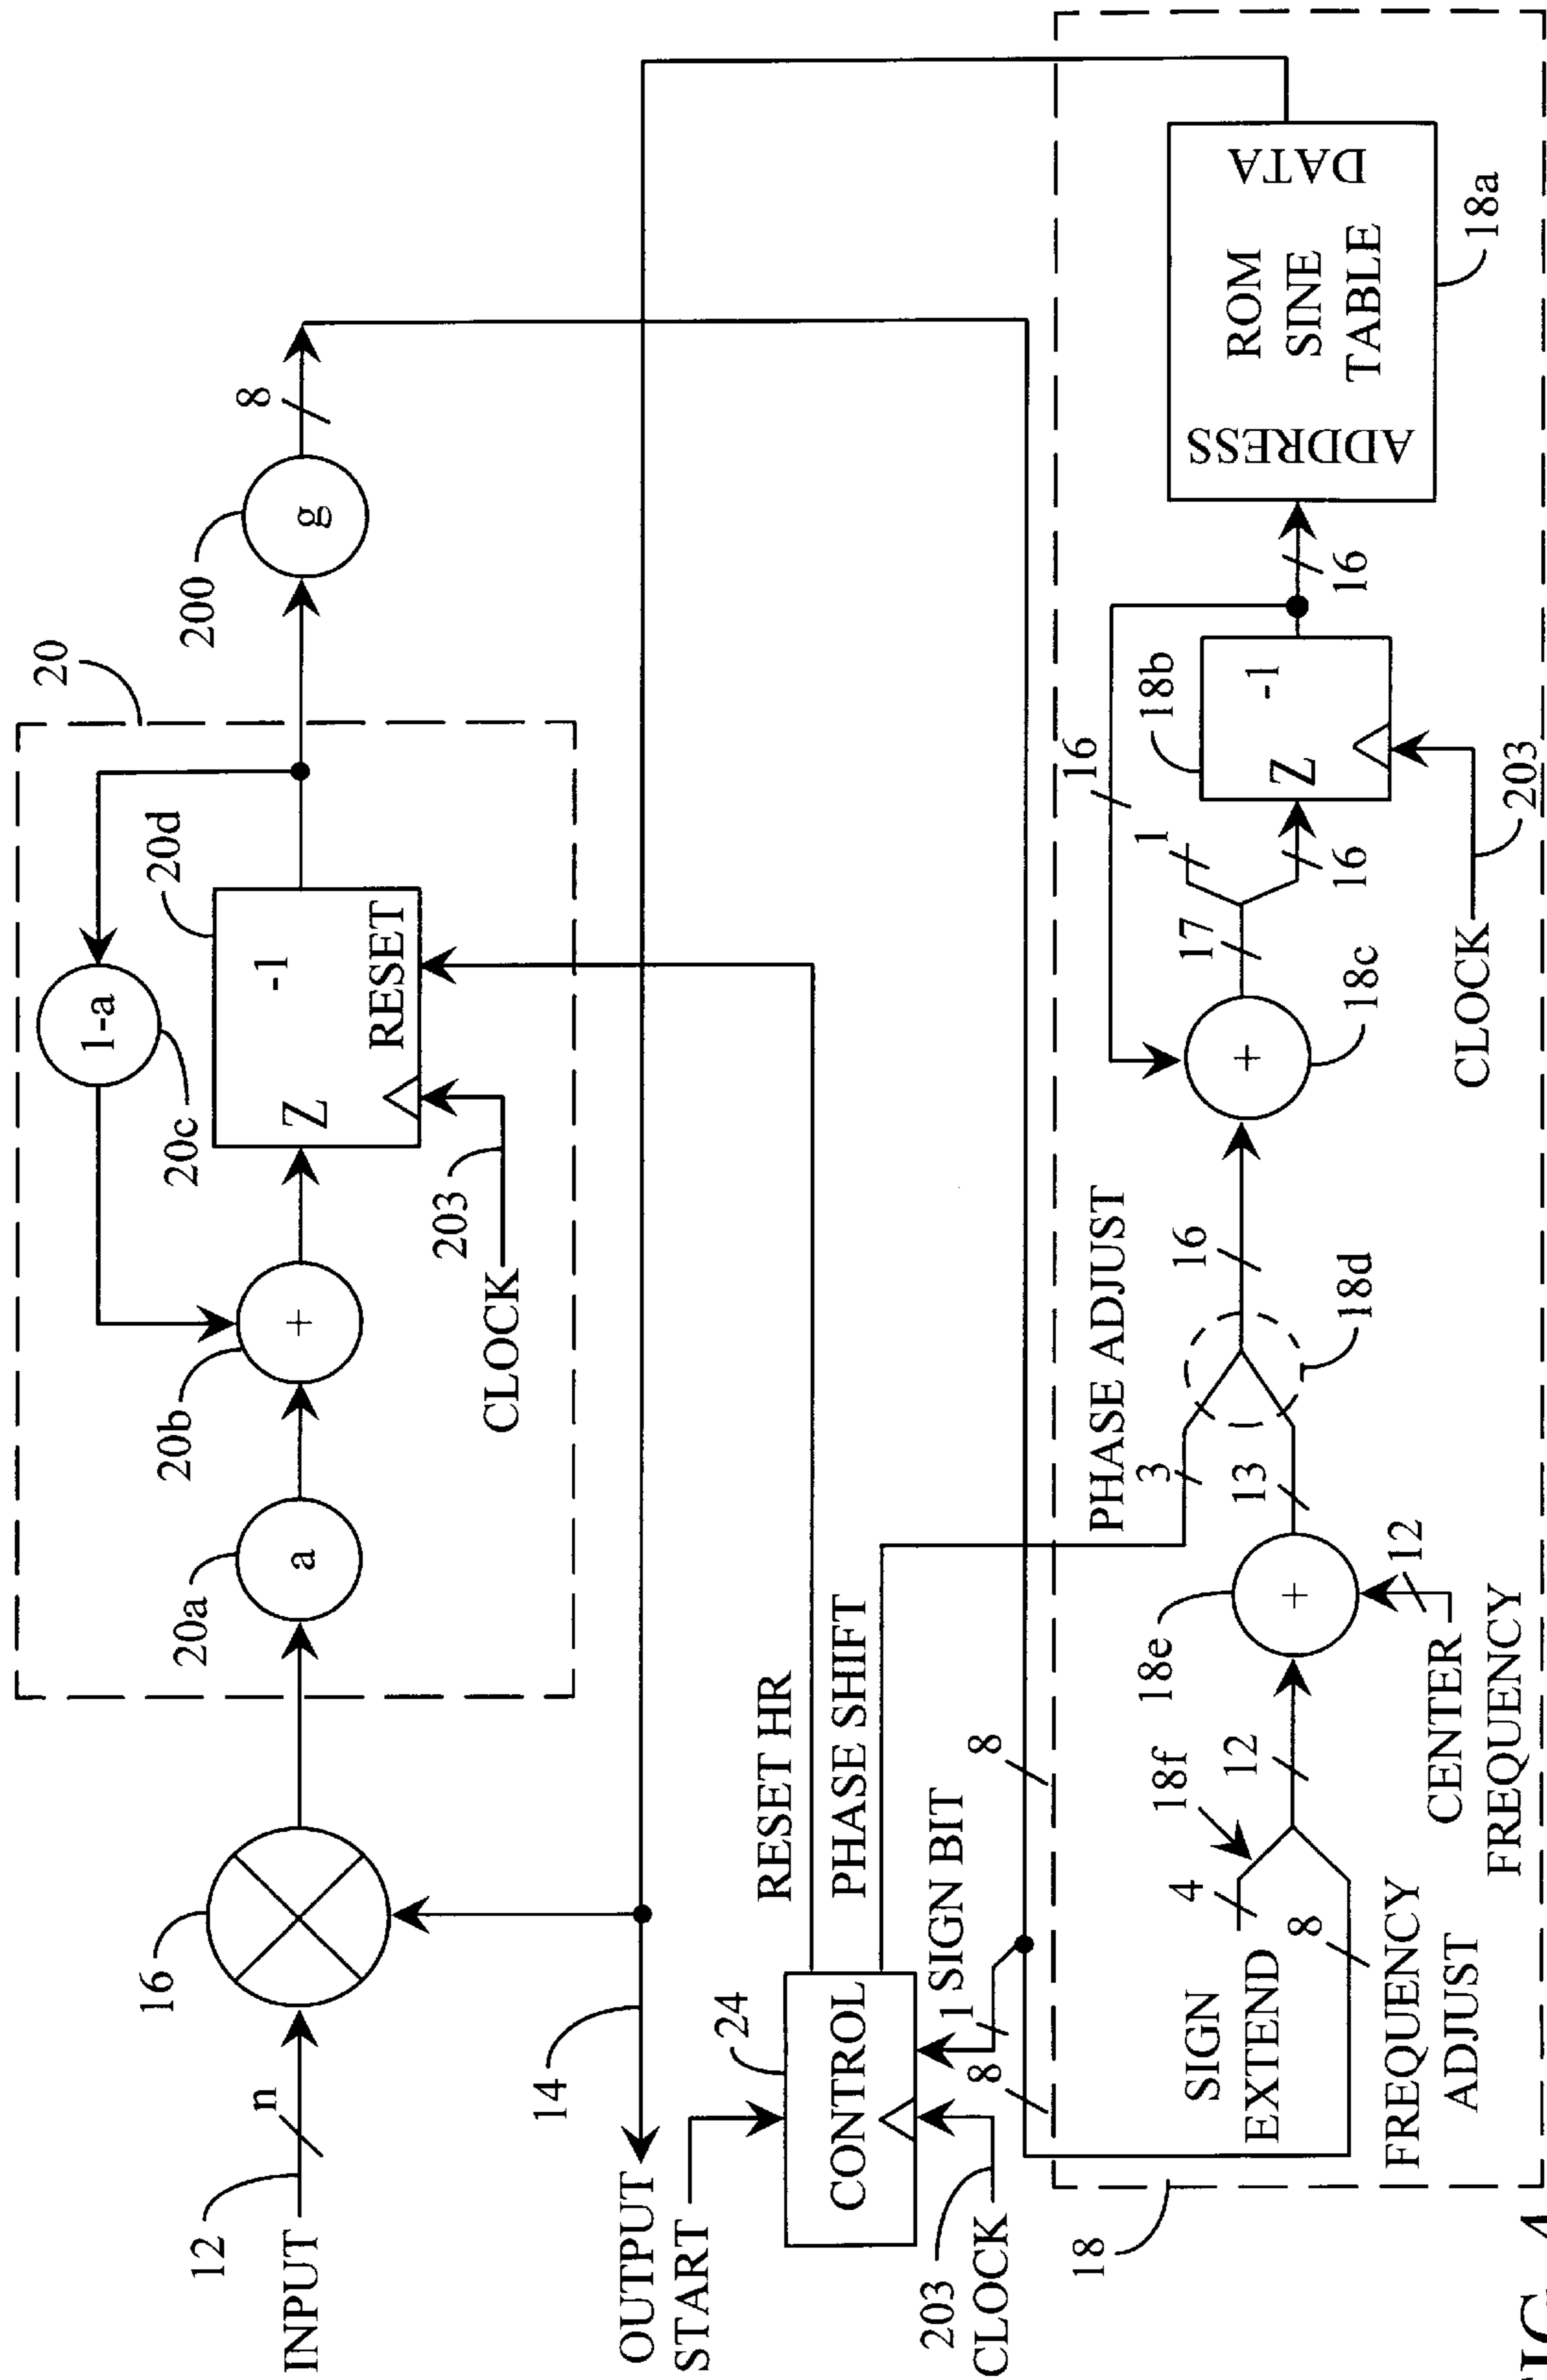 INPUT
12
n
16
20
20a
a
20b
+
20c
1-a
20d
Z -1
RESET
203
CLOCK
200
g
8
14
OUTPUT
START
24
CONTROL
203
CLOCK
RESET HR
PHASE SHIFT
SIGN BIT
1
8
8
18
SIGN
EXTEND
4
8
FREQUENCY
ADJUST
18f
12
18e
+
12
CENTER
FREQUENCY
PHASE ADJUST
3
13
18d
16
18c
+
17
1
16
16
18b
Z -1
CLOCK
203
16
ADDRESS
ROM
SINE
TABLE
DATA
18a